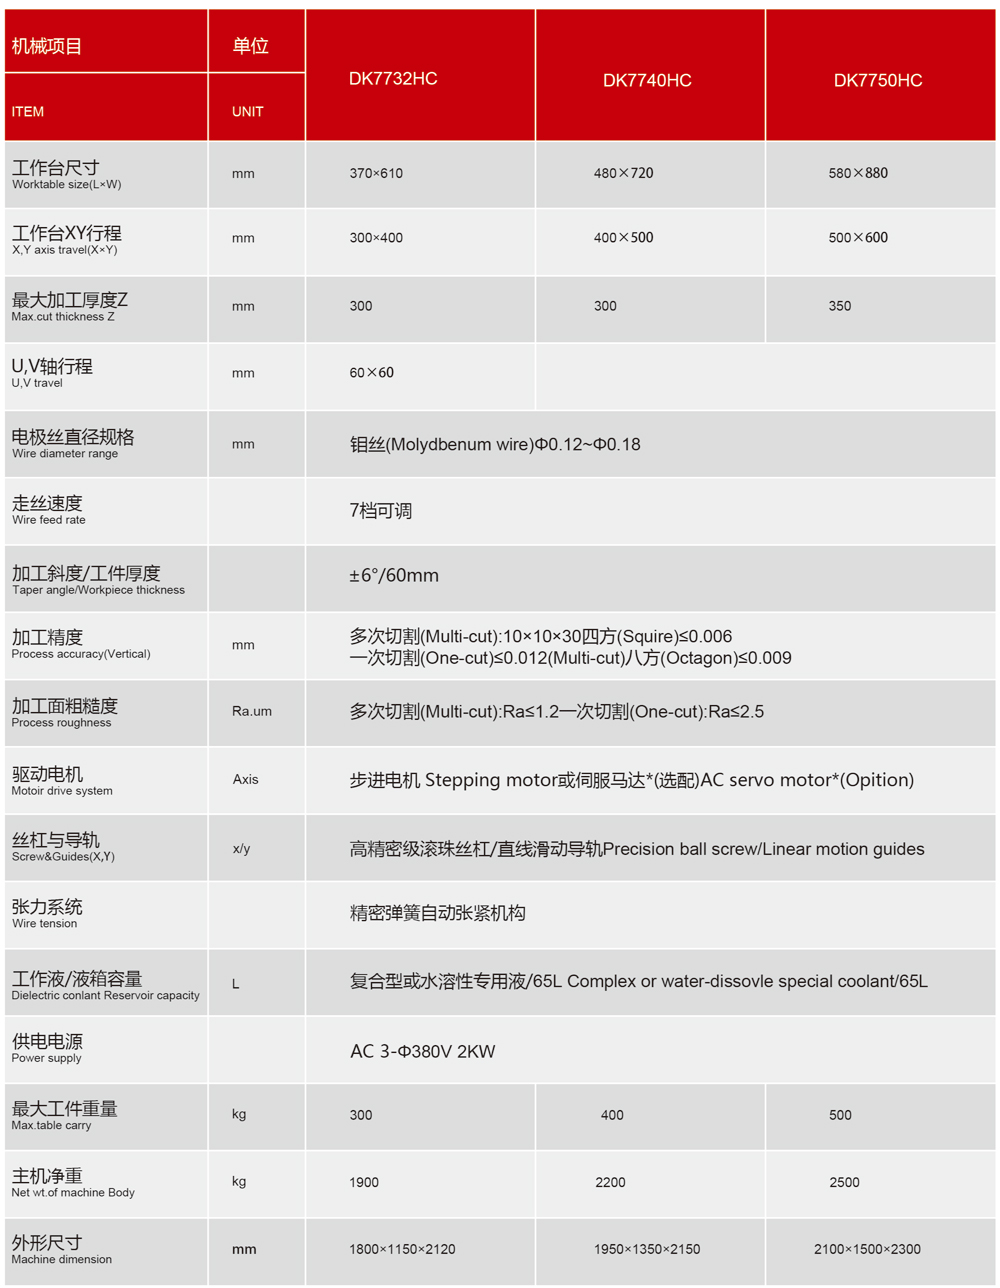 机械项目 单位 DK7732HC DK7740HC DK7750HC
ITEM UNIT
工作台尺寸 mm 370×610 480×720 580×880
Worktable size(L×W)
工作台XY行程 mm 300×400 400×500 500×600
X,Y axis travel(X×Y)
最大加工厚度Z mm 300 300 350
Max.cut thickness Z
U,V轴行程 mm 60×60
U,V travel
电极丝直径规格 mm 钼丝(Molydbenum wire)Φ0.12~Φ0.18
Wire diameter range
走丝速度 7档可调
Wire feed rate
加工斜度/工件厚度 ±6°/60mm
Taper angle/Workpiece thickness
加工精度 mm 多次切割(Multi-cut):10×10×30四方(Squire)≤0.006
Process accuracy(Vertical) 一次切割(One-cut)≤0.012(Multi-cut)八方(Octagon)≤0.009
加工面粗糙度 Ra.um 多次切割(Multi-cut):Ra≤1.2一次切割(One-cut):Ra≤2.5
Process roughness
驱动电机 Axis 步进电机 Stepping motor或伺服马达*(选配)AC servo motor*(Opition)
Motoir drive system
丝杠与导轨 x/y 高精密级滚珠丝杠/直线滑动导轨Precision ball screw/Linear motion guides
Screw&Guides(X,Y)
张力系统 精密弹簧自动张紧机构
Wire tension
工作液/液箱容量 L 复合型或水溶性专用液/65L Complex or water-dissovle special coolant/65L
Dielectric conlant Reservoir capacity
供电电源 AC 3-Φ380V 2KW
Power supply
最大工件重量 kg 300 400 500
Max.table carry
主机净重 kg 1900 2200 2500
Net wt.of machine Body
外形尺寸 mm 1800×1150×2120 1950×1350×2150 2100×1500×2300
Machine dimension